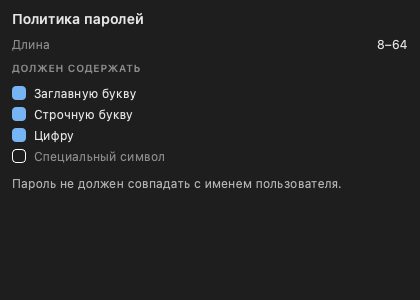 Политика паролей
Длина 8–64
ДОЛЖЕН СОДЕРЖАТЬ
Заглавную букву
Строчную букву
Цифру
Специальный символ
Пароль не должен совпадать с именем пользователя.